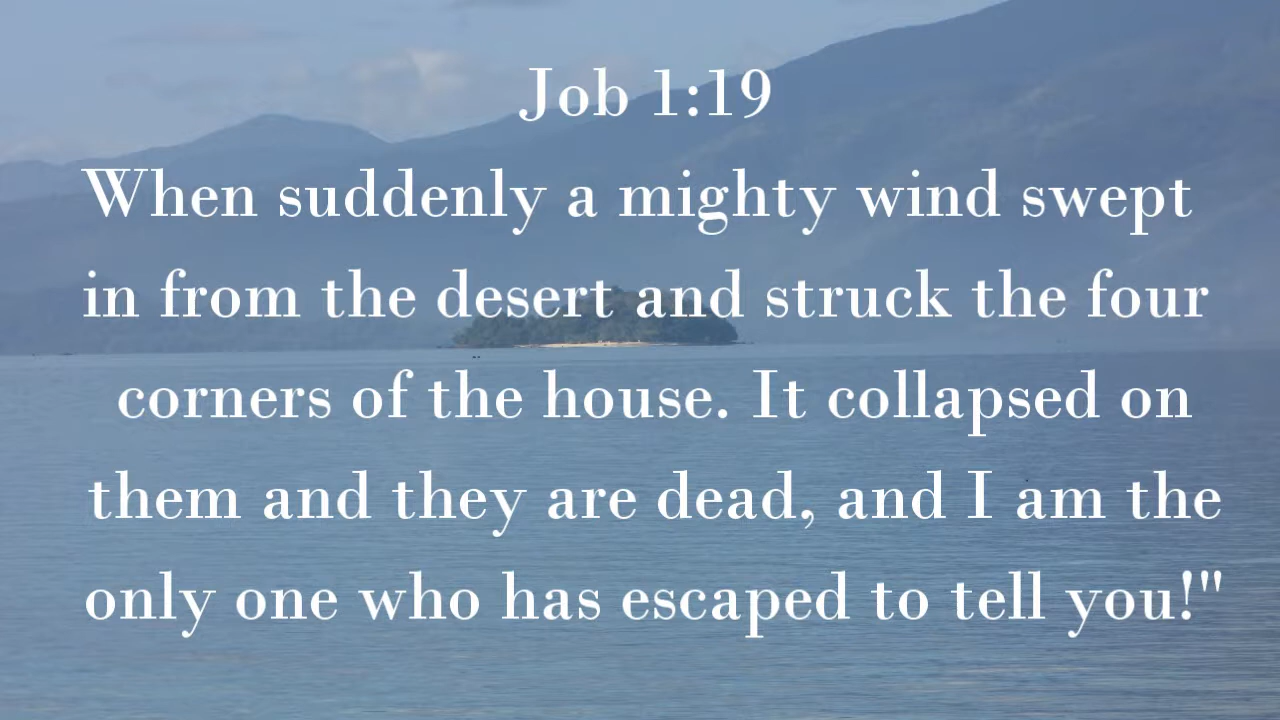 Job 1:19
When suddenly a mighty wind swept
in from the desert and struck the four
corners of the house. It collapsed on
them and they are dead, and I am the
only one who has escaped to tell you!"